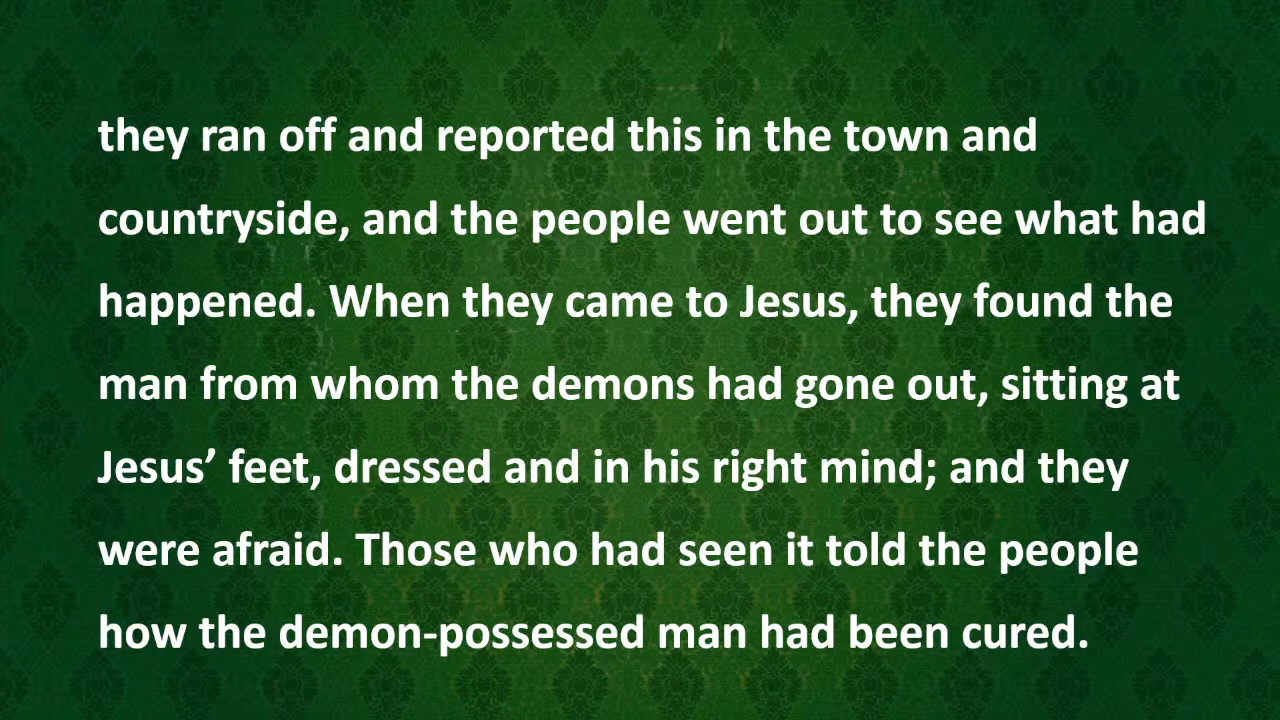 they ran off and reported this in the town and
countryside, and the people went out to see what had
happened. When they came to Jesus, they found the
man from whom the demons had gone out, sitting at
Jesus’ feet, dressed and in his right mind; and they
were afraid. Those who had seen it told the people
how the demon-possessed man had been cured.